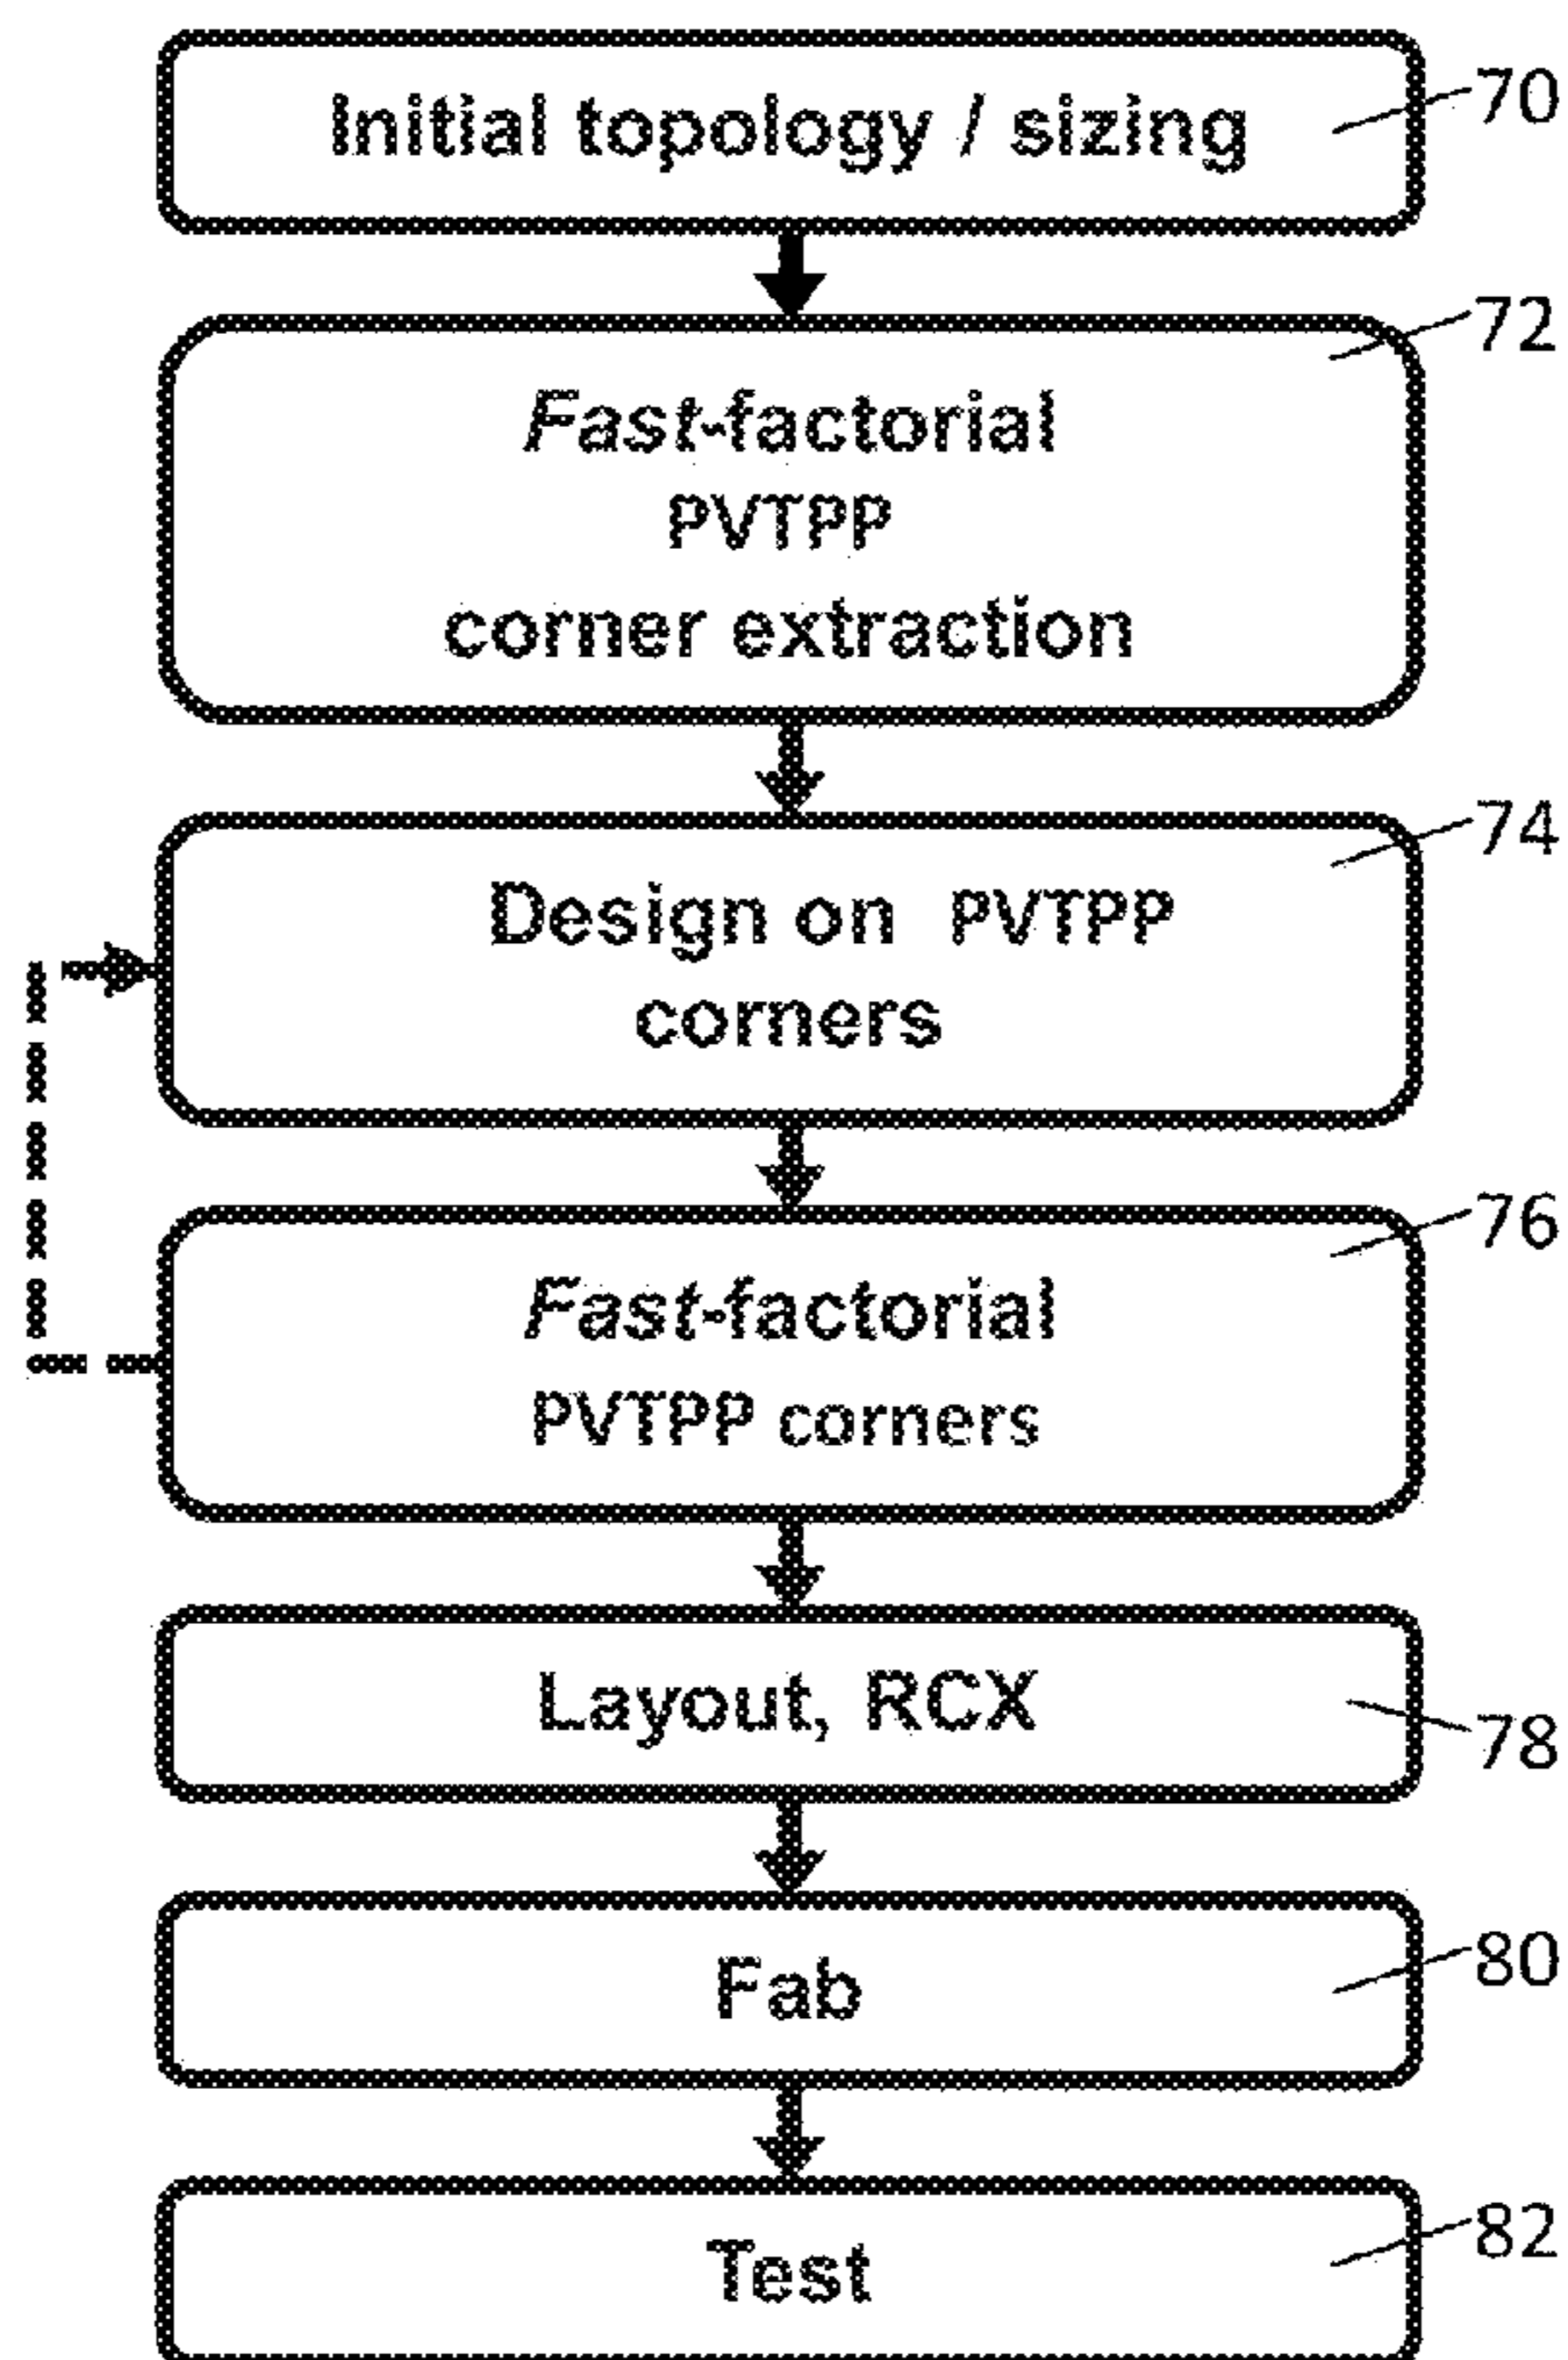 Initial topology / sizing
70
72
Fast-factorial
PVTPP
corner extraction
74
Design on PVTPP
corners
76
Fast-factorial
PVTPP corners
Layout, RCX
78
Fab
80
Test
82